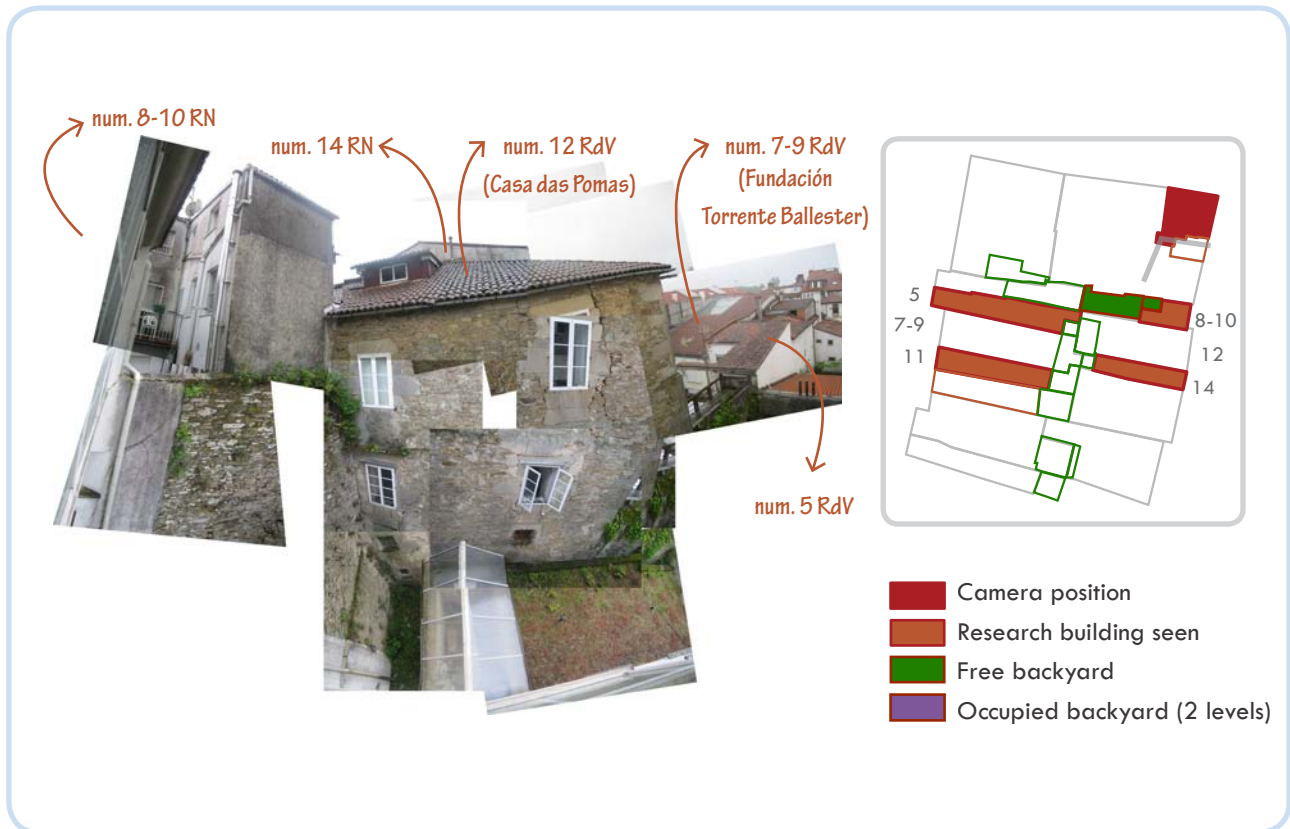 num. 8-10 RN
num. 14 RN
num. 12 RdV
(Casa das Pomas)
num. 7-9 RdV
(Fundación
Torrente Ballester)
num. 5 RdV
5
7-9
11
8-10
12
14
Camera position
Research building seen
Free backyard
Occupied backyard (2 levels)